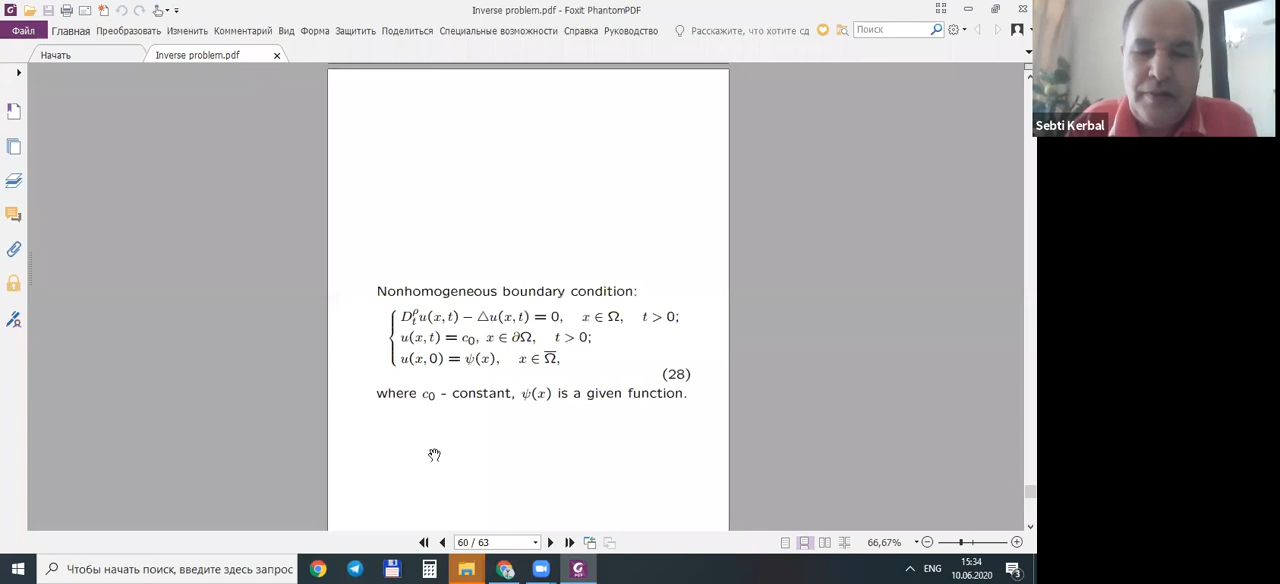 Inverse problem.pdf - Foxit PhantomPDF
Файл Главная Преобразовать Изменить Комментарий Вид Форма Защитить Поделиться Специальные возможности Справка Руководство Расскажите, что хотите сд Поиск
Начать Inverse problem.pdf
Sebti Kerbal
Nonhomogeneous boundary condition:
D_t^ρ u(x,t) − △u(x,t) = 0, x ∈ Ω, t > 0;
u(x,t) = c₀, x ∈ ∂Ω, t > 0;
u(x,0) = ψ(x), x ∈ Ω̅,
(28)
where c₀ - constant, ψ(x) is a given function.
60 / 63 66,67%
Чтобы начать поиск, введите здесь запрос
ENG 15:34
10.06.2020 3